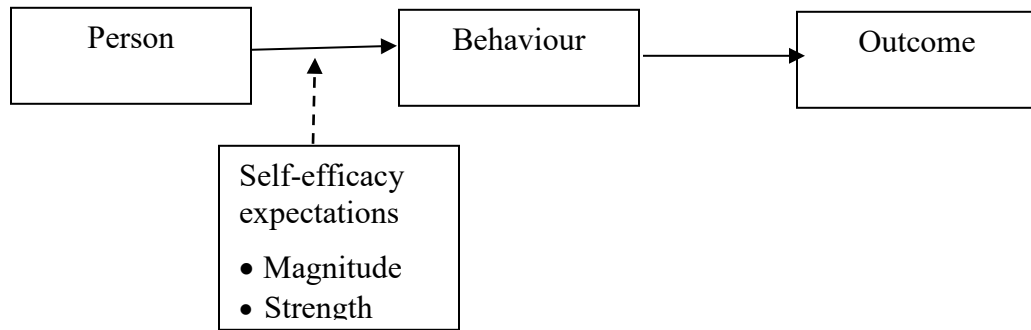 Person
Behaviour
Outcome
Self-efficacy
expectations
• Magnitude
• Strength